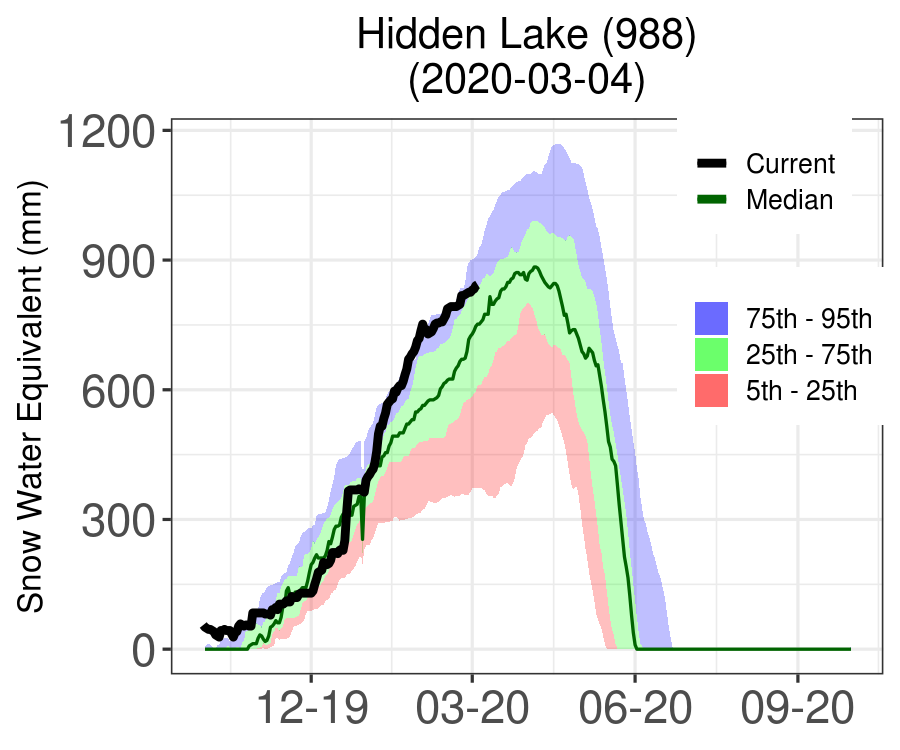 Hidden Lake (988)
(2020-03-04)
Snow Water Equivalent (mm)
1200
900
600
300
0
12-19
03-20
06-20
09-20
Current
Median
75th - 95th
25th - 75th
5th - 25th